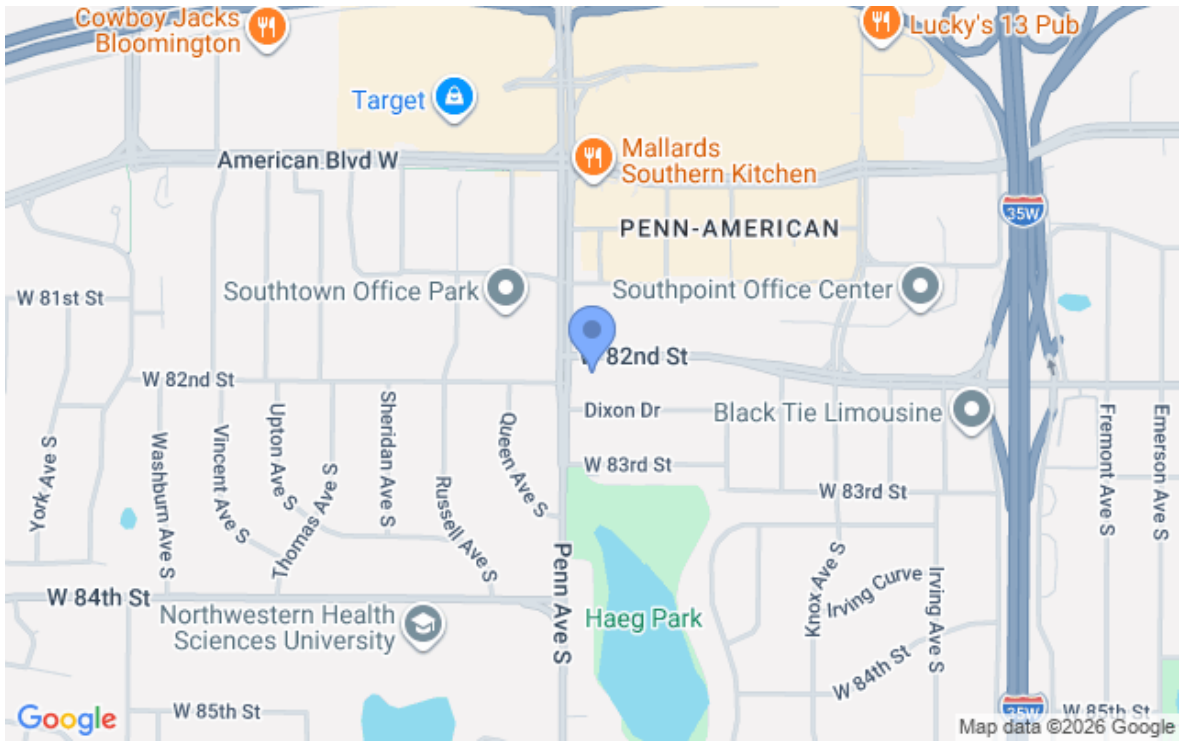 Cowboy Jacks
Bloomington
Lucky's 13 Pub
Target
American Blvd W
Mallards
Southern Kitchen
35W
PENN-AMERICAN
W 81st St
Southtown Office Park
Southpoint Office Center
W 82nd St
W 82nd St
Dixon Dr
Black Tie Limousine
York Ave S
Washburn Ave S
Vincent Ave S
Upton Ave S
Thomas Ave S
Sheridan Ave S
Russell Ave S
Queen Ave S
W 83rd St
W 83rd St
Fremont Ave S
Emerson Ave S
Penn Ave S
Knox Ave S
Irving Curve
Irving Ave S
W 84th St
Northwestern Health
Sciences University
Haeg Park
W 84th St
W 85th St
35W
W 85th St
Google
Map data ©2026 Google